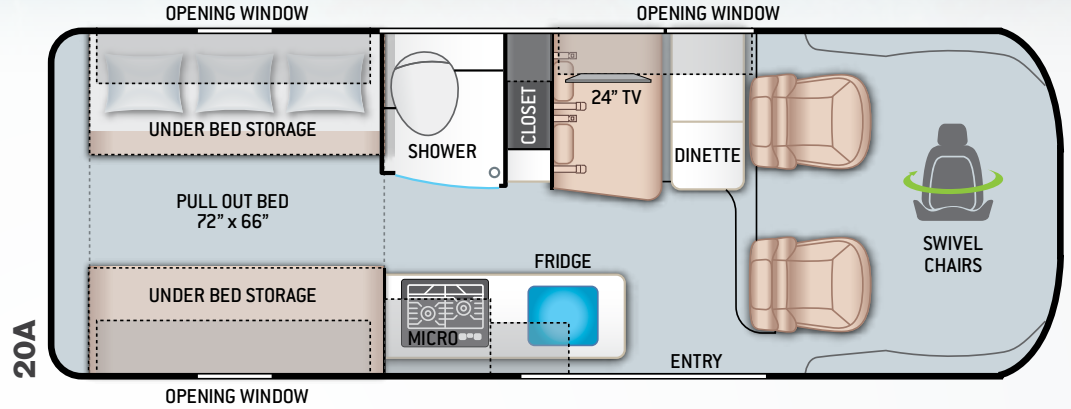 OPENING WINDOW
OPENING WINDOW
UNDER BED STORAGE
SHOWER
CLOSET
24” TV
DINETTE
PULL OUT BED
72” x 66”
SWIVEL
CHAIRS
FRIDGE
UNDER BED STORAGE
MICRO
ENTRY
20A
OPENING WINDOW